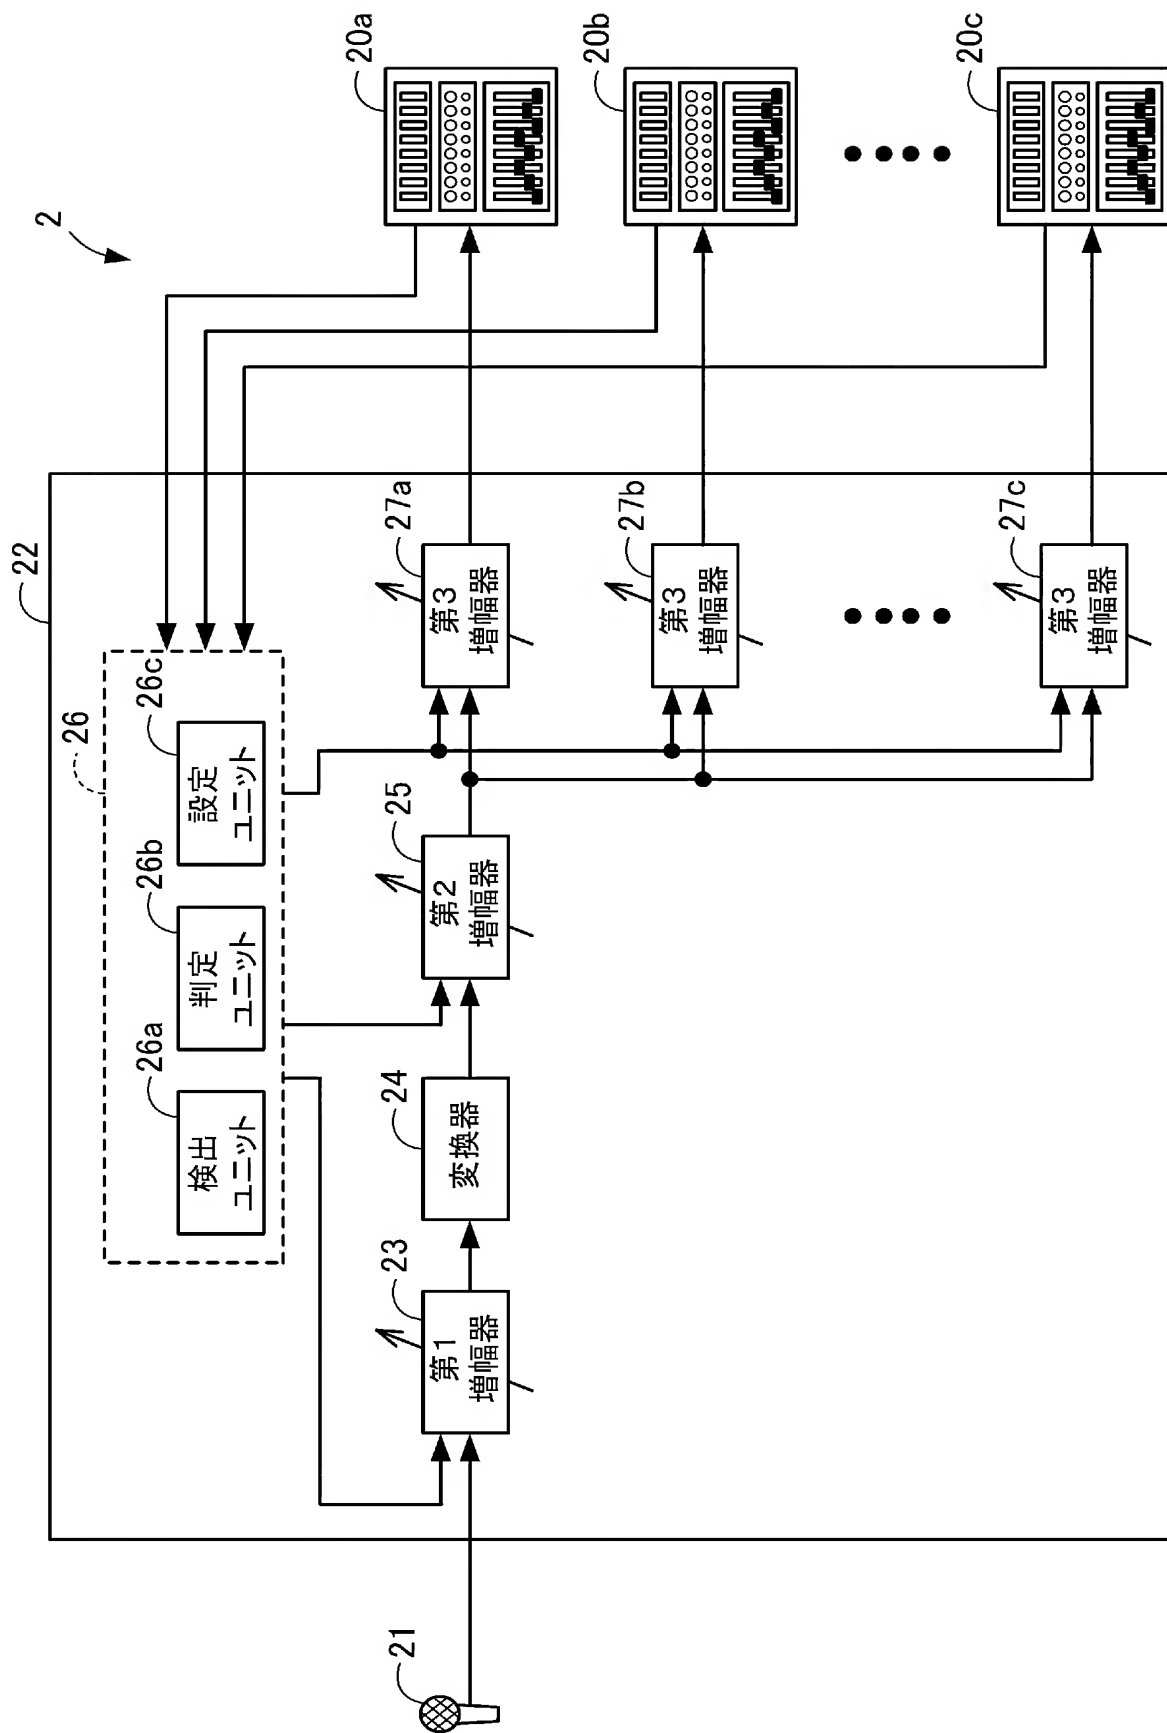 2
22
26
26a
検出
ユニット
26b
判定
ユニット
26c
設定
ユニット
21
23
第1
増幅器
24
変換器
25
第2
増幅器
27a
第3
増幅器
27b
第3
増幅器
27c
第3
増幅器
20a
20b
20c